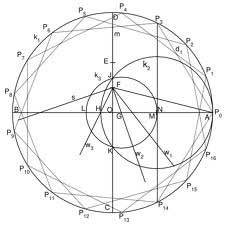 P₄
P₅
D
P₃
P₆
k₁
m
P₂
d₁
P₇
E
k₂
P₁
k₃
J
P₈
s
F
B
L
H
O
G
M
N
A
P₀
P₉
K
w₃
w₂
w₁
P₁₆
P₁₀
P₁₅
P₁₁
P₁₄
P₁₂
C
P₁₃